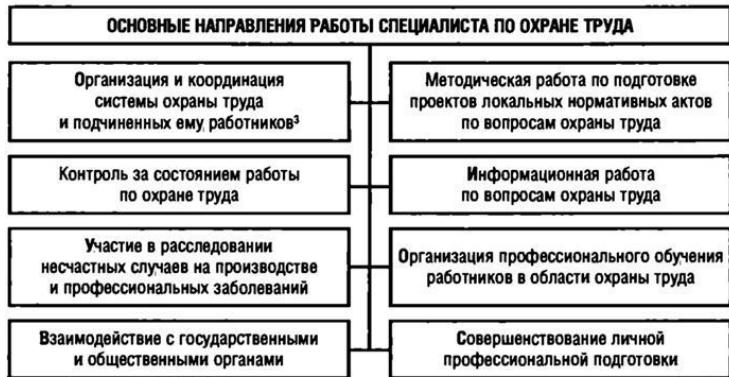 ОСНОВНЫЕ НАПРАВЛЕНИЯ РАБОТЫ СПЕЦИАЛИСТА ПО ОХРАНЕ ТРУДА
Организация и координация
системы охраны труда
и подчиненных ему работников³
Методическая работа по подготовке
проектов локальных нормативных актов
по вопросам охраны труда
Контроль за состоянием работы
по охране труда
Информационная работа
по вопросам охраны труда
Участие в расследовании
несчастных случаев на производстве
и профессиональных заболеваний
Организация профессионального обучения
работников в области охраны труда
Взаимодействие с государственными
и общественными органами
Совершенствование личной
профессиональной подготовки